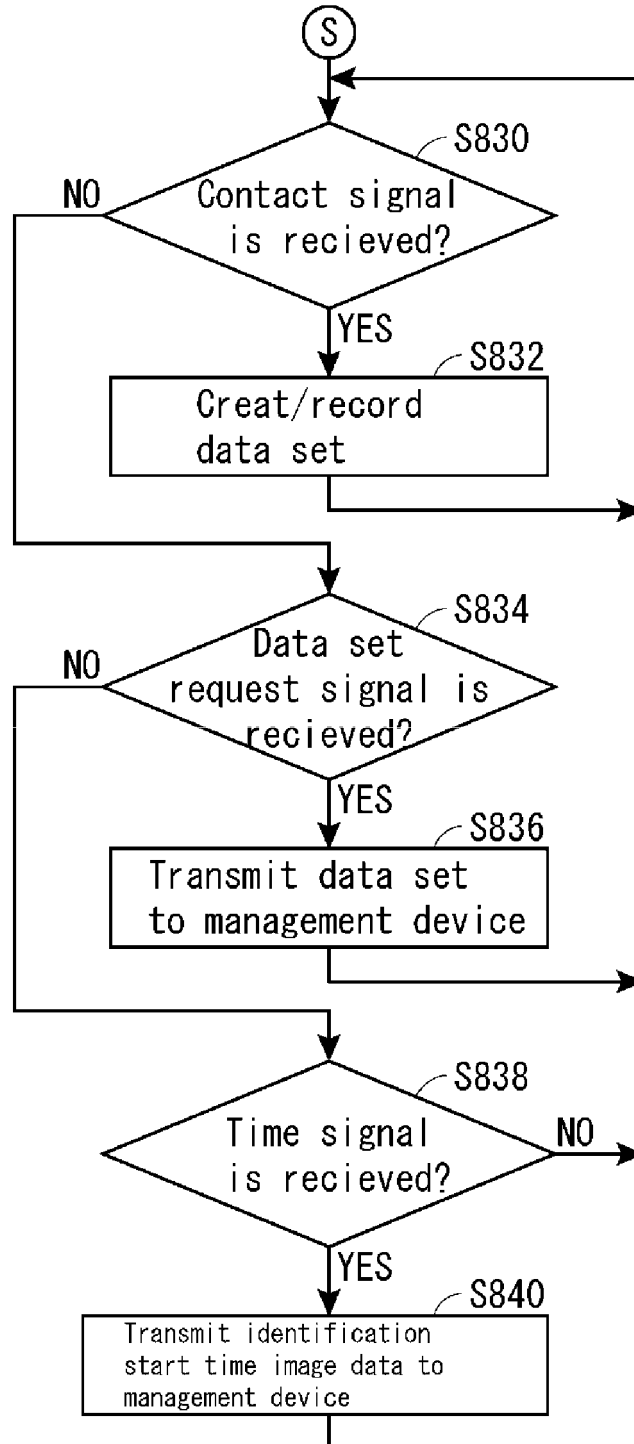 S
S830
NO
Contact signal
is recieved?
YES
S832
Creat/record
data set
S834
NO
Data set
request signal is
recieved?
YES
S836
Transmit data set
to management device
S838
Time signal
is recieved?
NO
YES
S840
Transmit identification
start time image data to
management device